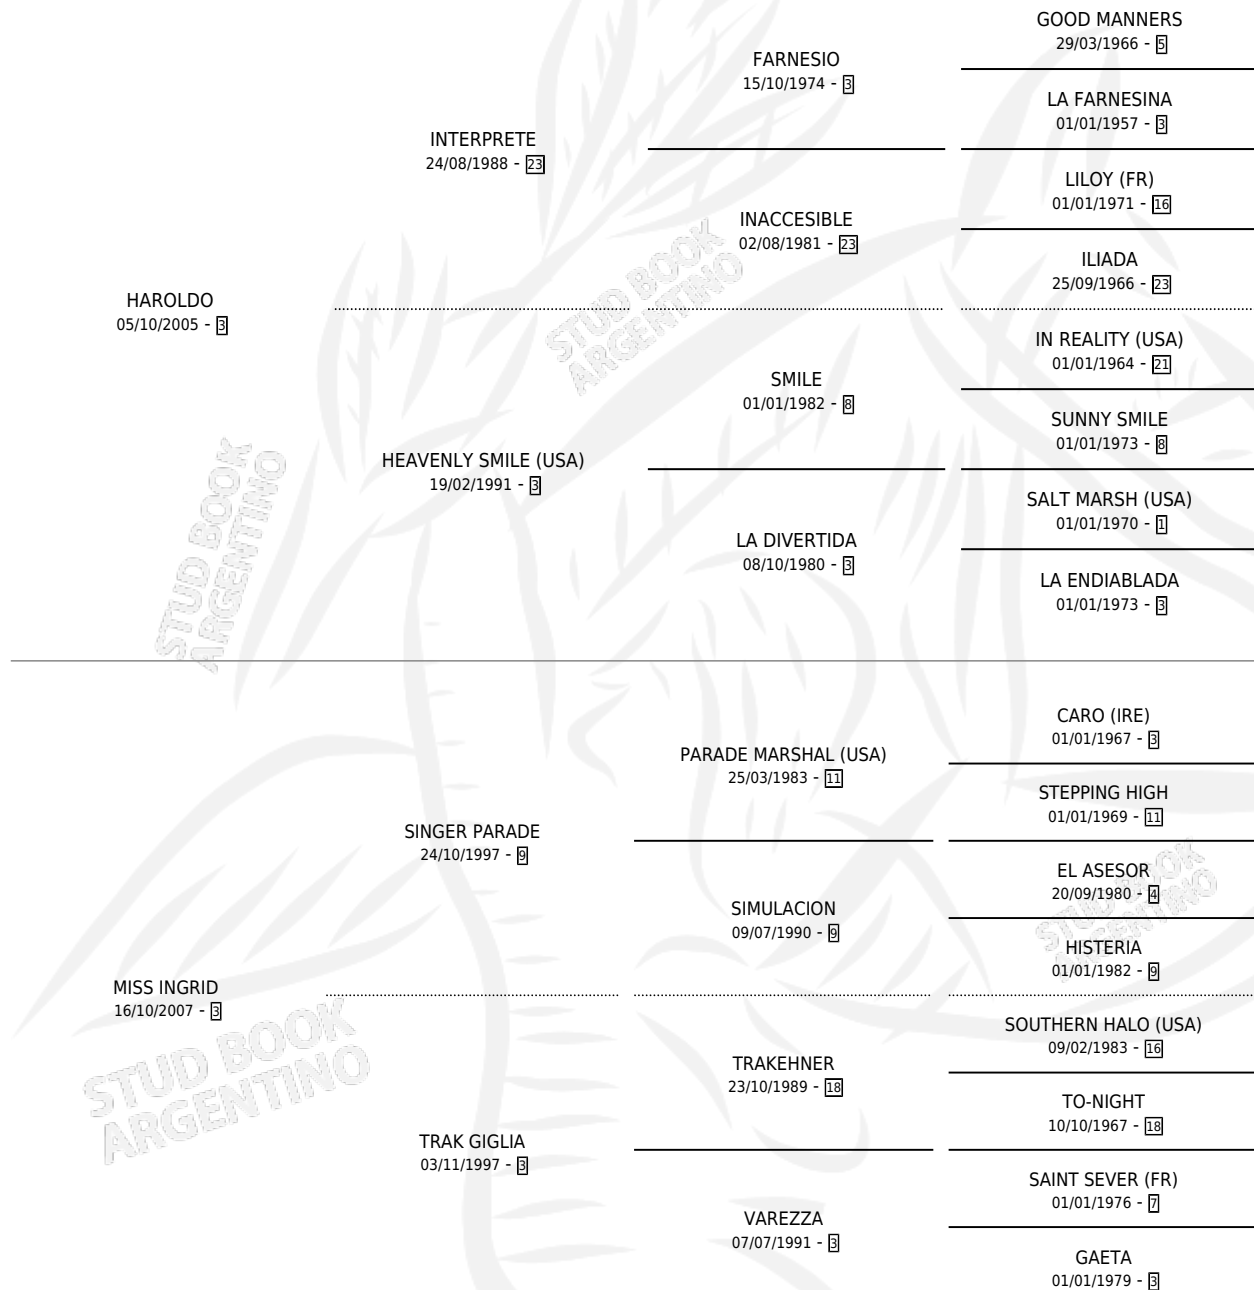 GOOD MANNERS
29/03/1966 - 5
FARNESIO
15/10/1974 - 3
LA FARNESINA
01/01/1957 - 3
INTERPRETE
24/08/1988 - 23
LILOY (FR)
01/01/1971 - 16
INACCESIBLE
02/08/1981 - 23
ILIADA
25/09/1966 - 23
HAROLDO
05/10/2005 - 3
IN REALITY (USA)
01/01/1964 - 21
SMILE
01/01/1982 - 8
SUNNY SMILE
01/01/1973 - 8
HEAVENLY SMILE (USA)
19/02/1991 - 3
SALT MARSH (USA)
01/01/1970 - 1
LA DIVERTIDA
08/10/1980 - 3
LA ENDIABLADA
01/01/1973 - 3
CARO (IRE)
01/01/1967 - 3
PARADE MARSHAL (USA)
25/03/1983 - 11
STEPPING HIGH
01/01/1969 - 11
SINGER PARADE
24/10/1997 - 9
EL ASESOR
20/09/1980 - 4
SIMULACION
09/07/1990 - 9
HISTERIA
01/01/1982 - 9
MISS INGRID
16/10/2007 - 3
SOUTHERN HALO (USA)
09/02/1983 - 16
TRAKEHNER
23/10/1989 - 18
TO-NIGHT
10/10/1967 - 18
TRAK GIGLIA
03/11/1997 - 3
SAINT SEVER (FR)
01/01/1976 - 7
VAREZZA
07/07/1991 - 3
GAETA
01/01/1979 - 3
STUD BOOK
ARGENTINO
STUD BOOK
ARGENTINO
STUD BOOK
ARGENTINO
STUD BOOK
ARGENTINO